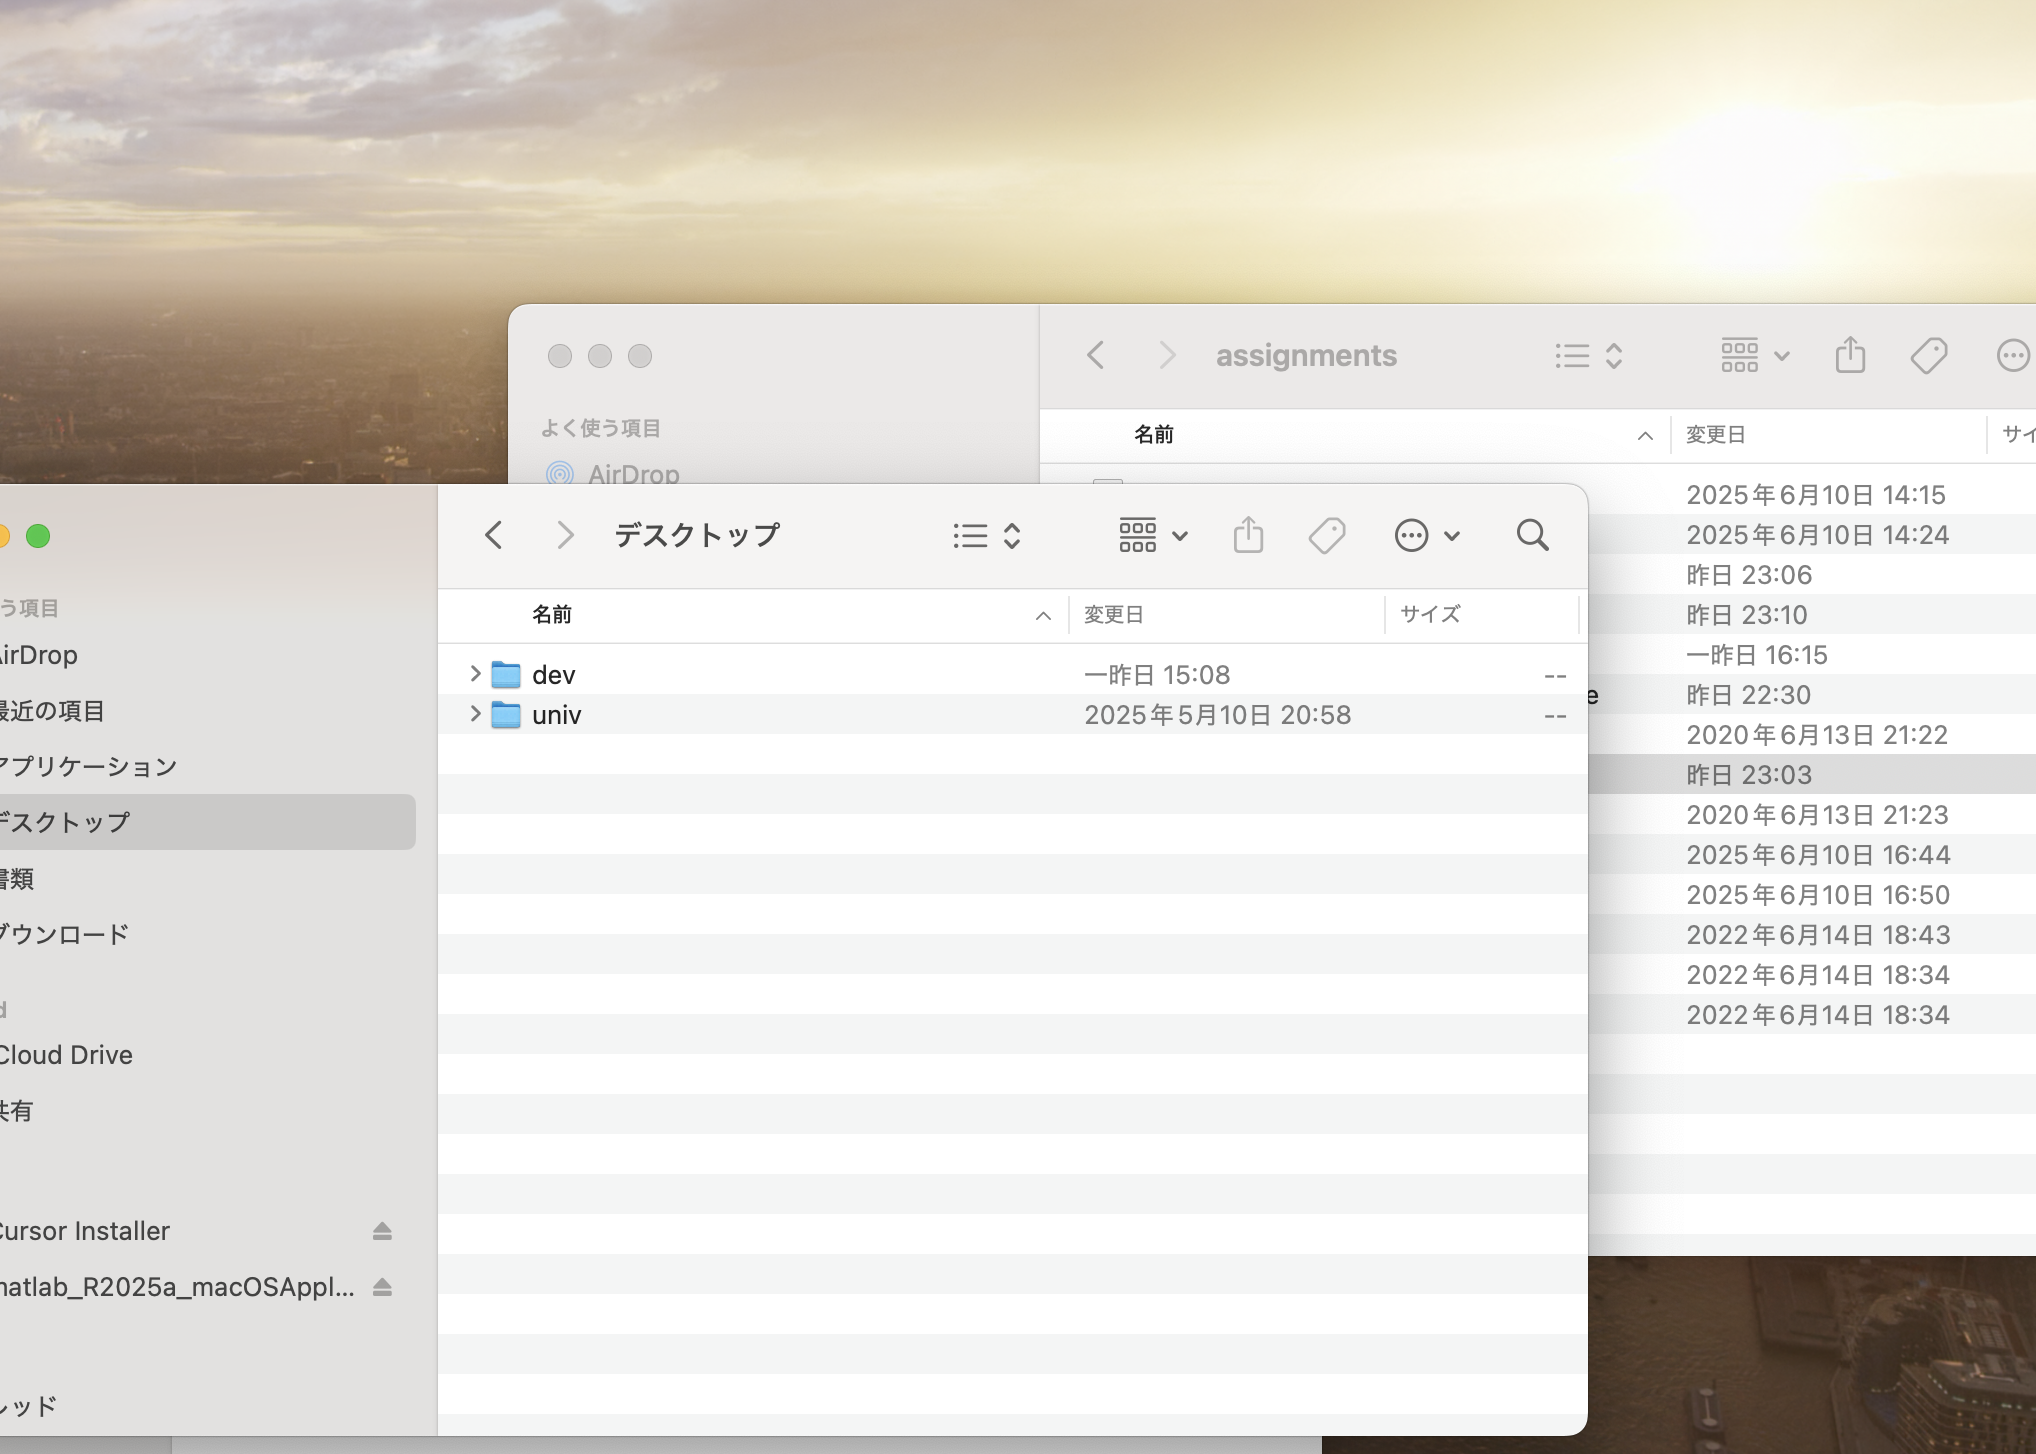 assignments
名前
変更日
サイ
よく使う項目
AirDrop
2025年6月10日 14:15
2025年6月10日 14:24
昨日 23:06
昨日 23:10
一昨日 16:15
e
昨日 22:30
2020年6月13日 21:22
昨日 23:03
2020年6月13日 21:23
2025年6月10日 16:44
2025年6月10日 16:50
2022年6月14日 18:43
2022年6月14日 18:34
2022年6月14日 18:34
デスクトップ
名前
変更日
サイズ
dev
一昨日 15:08
--
univ
2025年5月10日 20:58
--
う項目
AirDrop
最近の項目
アプリケーション
デスクトップ
書類
ダウンロード
d
Cloud Drive
共有
Cursor Installer
matlab_R2025a_macOSAppl...
レッド